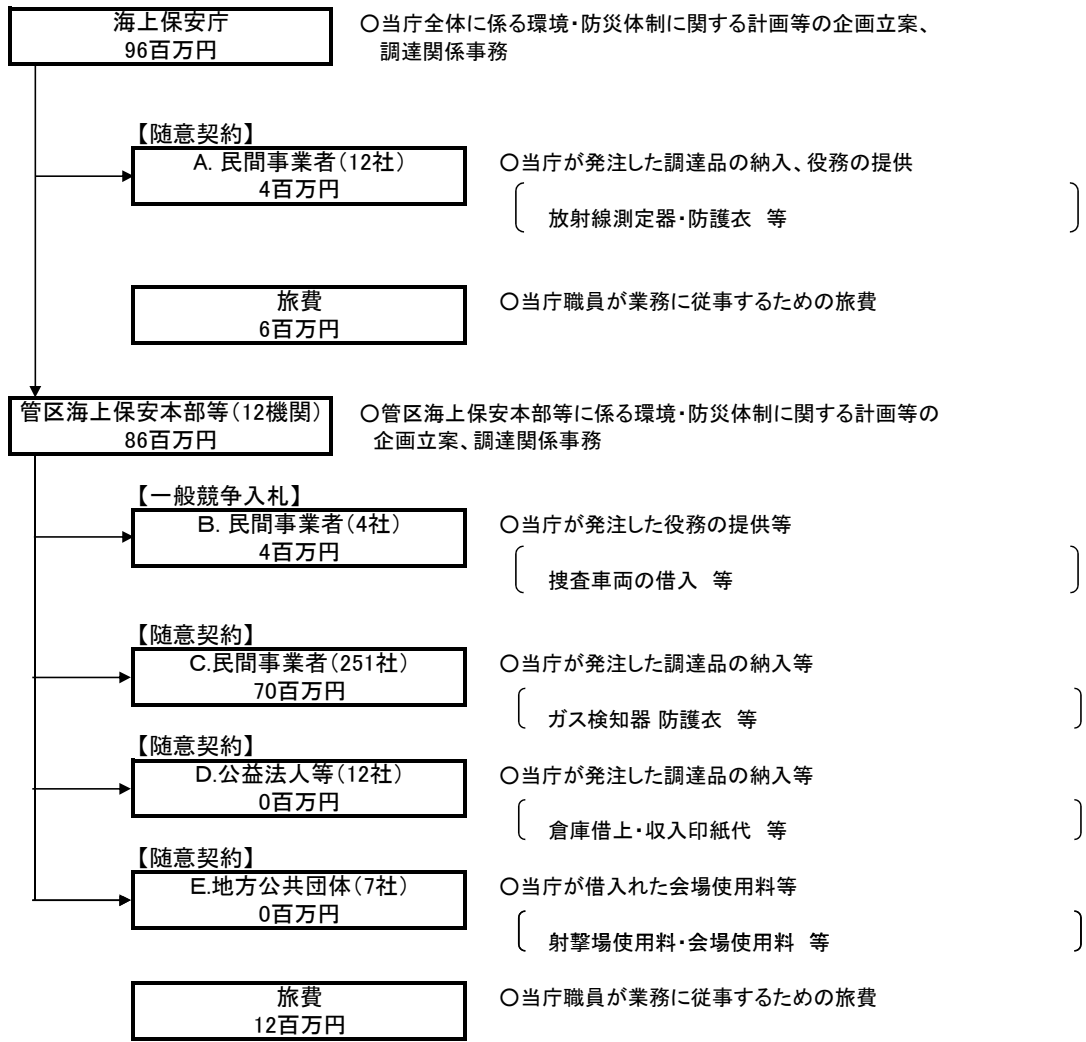 海上保安庁
96百万円
○当庁全体に係る環境・防災体制に関する計画等の企画立案、
調達関係事務
【随意契約】
A. 民間事業者(12社)
4百万円
○当庁が発注した調達品の納入、役務の提供
放射線測定器・防護衣 等
旅費
6百万円
○当庁職員が業務に従事するための旅費
管区海上保安本部等(12機関)
86百万円
○管区海上保安本部等に係る環境・防災体制に関する計画等の
企画立案、調達関係事務
【一般競争入札】
B. 民間事業者(4社)
4百万円
○当庁が発注した役務の提供等
捜査車両の借入 等
【随意契約】
C.民間事業者(251社)
70百万円
○当庁が発注した調達品の納入等
ガス検知器 防護衣 等
【随意契約】
D.公益法人等(12社)
0百万円
○当庁が発注した調達品の納入等
倉庫借上・収入印紙代 等
【随意契約】
E.地方公共団体(7社)
0百万円
○当庁が借入れた会場使用料等
射撃場使用料・会場使用料 等
旅費
12百万円
○当庁職員が業務に従事するための旅費